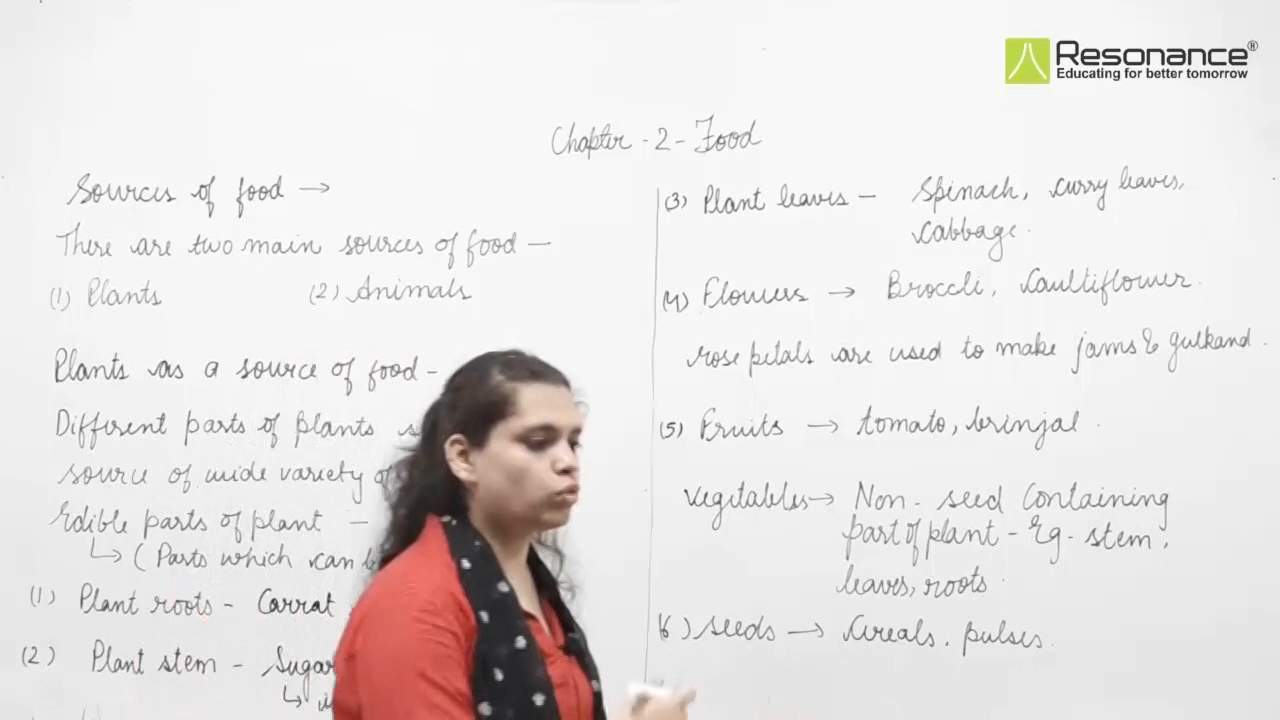 Resonance®
Educating for better tomorrow
Chapter - 2 - Food
Sources of food →
There are two main sources of food —
(1) Plants (2) Animals
Plants as a source of food -
Different parts of plants
source of wide variety
Edible parts of plant —
↳ (Parts which can
(1) Plant roots - Carrat
(2) Plant stem - Sugar
(3) Plant leaves - Spinach, curry leaves,
cabbage.
(4) Flowers → Broccli, Caultiflower.
rose petals are used to make jams & gulkand.
(5) Fruits → tomato, brinjal.
vegetables → Non-seed containing
part of plant - Eg - stem,
leaves, roots.
(6) seeds → Cereals, pulses.